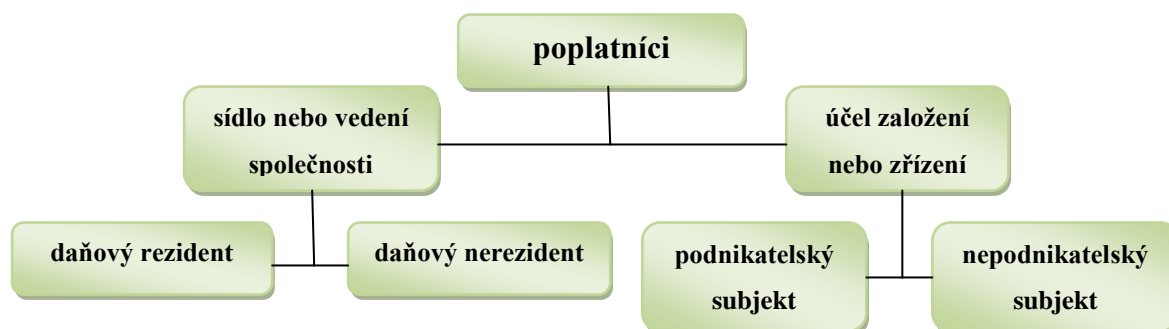 poplatníci
sídlo nebo vedení
společnosti
účel založení
nebo zřízení
daňový rezident
daňový nerezident
podnikatelský
subjekt
nepodnikatelský
subjekt